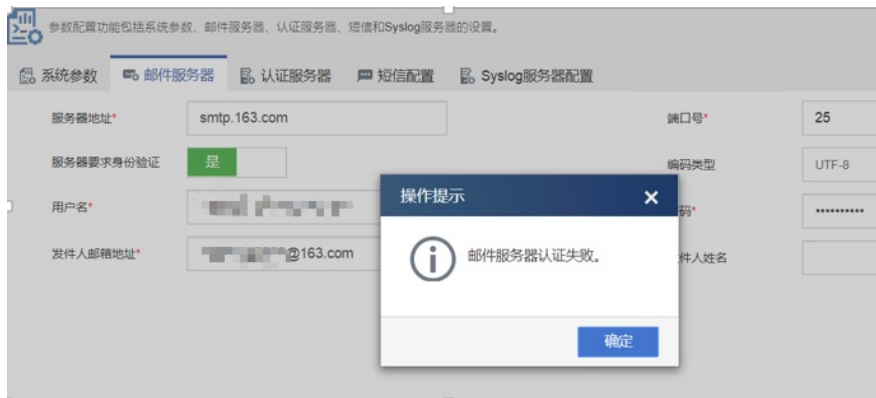 参数配置功能包括系统参数、邮件服务器、认证服务器、短信和Syslog服务器的设置。
系统参数 邮件服务器 认证服务器 短信配置 Syslog服务器配置
服务器地址* smtp.163.com 端口号* 25
服务器要求身份验证 是 编码类型 UTF-8
操作提示
用户名* 码* ••••••••••
邮件服务器认证失败。
发件人邮箱地址* @163.com 件人姓名
确定